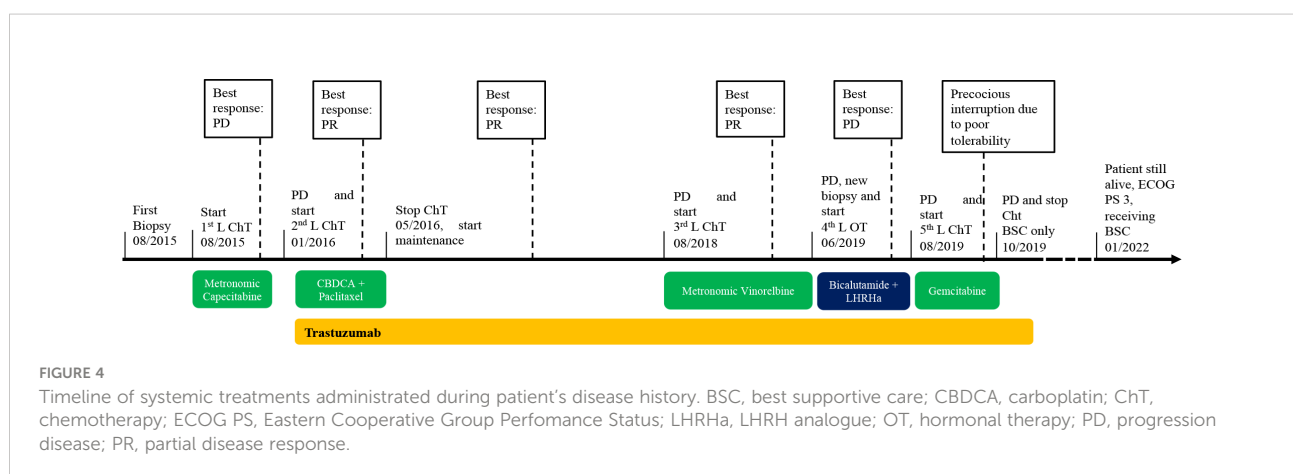 Best
response:
PD
Best
response:
PR
Best
response:
PR
Best
response:
PR
Best
response:
PD
Precocious
interruption due
to poor
tolerability
First
Biopsy
08/2015
Start
1st L ChT
08/2015
PD and
start
2nd L ChT
01/2016
Stop ChT
05/2016, start
maintenance
PD and
start
3rd L ChT
08/2018
PD, new
biopsy and
start
4th L OT
06/2019
PD and
start
5th L ChT
08/2019
PD and stop
Cht
BSC only
10/2019
Patient still
alive, ECOG
PS 3,
receiving
BSC
01/2022
Metronomic
Capecitabine
CBDCA +
Paclitaxel
Metronomic Vinorelbine
Bicalutamide +
LHRHa
Gemcitabine
Trastuzumab
FIGURE 4
Timeline of systemic treatments administrated during patient's disease history. BSC, best supportive care; CBDCA, carboplatin; ChT,
chemotherapy; ECOG PS, Eastern Cooperative Group Perfomance Status; LHRHa, LHRH analogue; OT, hormonal therapy; PD, progression
disease; PR, partial disease response.